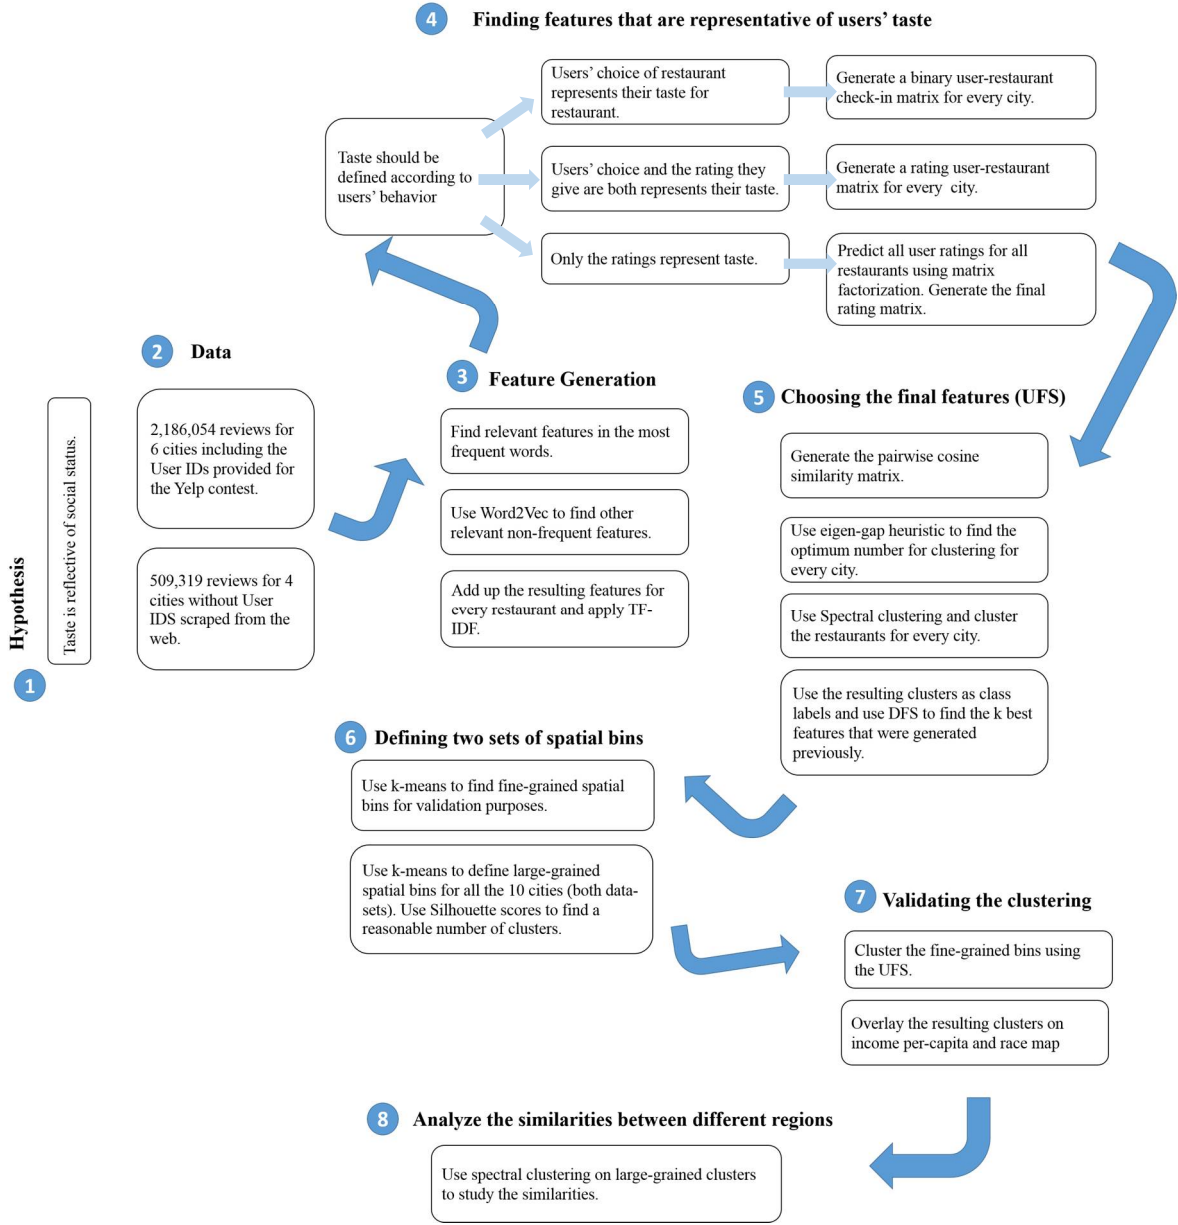 4 Finding features that are representative of users' taste
Taste should be
defined according to
users' behavior
Users' choice of restaurant
represents their taste for
restaurant.
Generate a binary user-restaurant
check-in matrix for every city.
Users' choice and the rating they
give are both represents their taste.
Generate a rating user-restaurant
matrix for every city.
Only the ratings represent taste.
Predict all user ratings for all
restaurants using matrix
factorization. Generate the final
rating matrix.
1 Hypothesis
Taste is reflective of social status.
2 Data
2,186,054 reviews for
6 cities including the
User IDs provided for
the Yelp contest.
509,319 reviews for 4
cities without User
IDS scraped from the
web.
3 Feature Generation
Find relevant features in the most
frequent words.
Use Word2Vec to find other
relevant non-frequent features.
Add up the resulting features for
every restaurant and apply TF-
IDF.
5 Choosing the final features (UFS)
Generate the pairwise cosine
similarity matrix.
Use eigen-gap heuristic to find the
optimum number for clustering for
every city.
Use Spectral clustering and cluster
the restaurants for every city.
Use the resulting clusters as class
labels and use DFS to find the k best
features that were generated
previously.
6 Defining two sets of spatial bins
Use k-means to find fine-grained spatial
bins for validation purposes.
Use k-means to define large-grained
spatial bins for all the 10 cities (both data-
sets). Use Silhouette scores to find a
reasonable number of clusters.
7 Validating the clustering
Cluster the fine-grained bins using
the UFS.
Overlay the resulting clusters on
income per-capita and race map
8 Analyze the similarities between different regions
Use spectral clustering on large-grained clusters
to study the similarities.